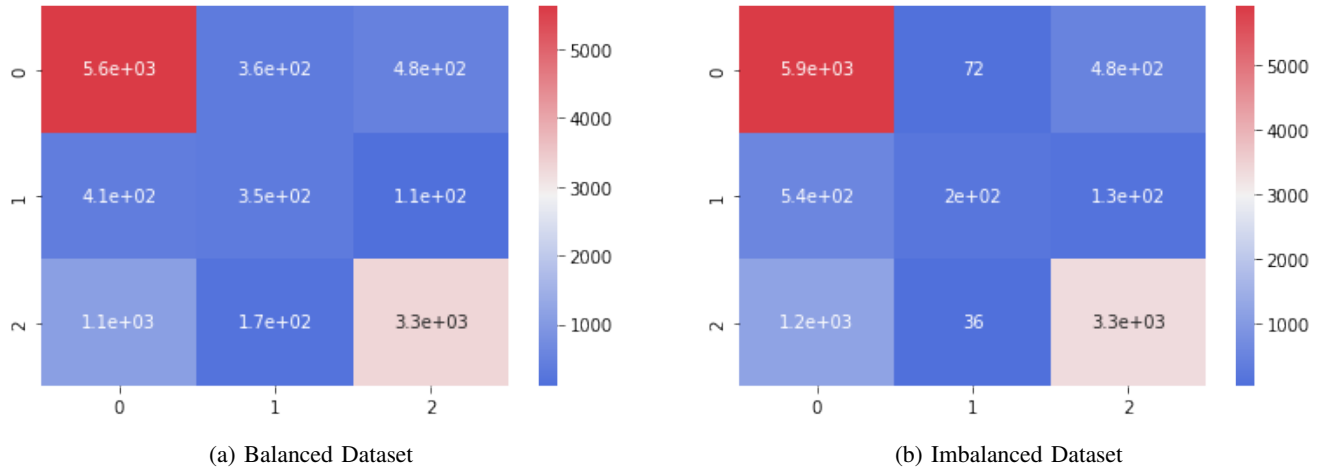 0 5.6e+03 3.6e+02 4.8e+02
1 4.1e+02 3.5e+02 1.1e+02
2 1.1e+03 1.7e+02 3.3e+03
0 1 2
5000
4000
3000
2000
1000
(a) Balanced Dataset
0 5.9e+03 72 4.8e+02
1 5.4e+02 2e+02 1.3e+02
2 1.2e+03 36 3.3e+03
0 1 2
5000
4000
3000
2000
1000
(b) Imbalanced Dataset